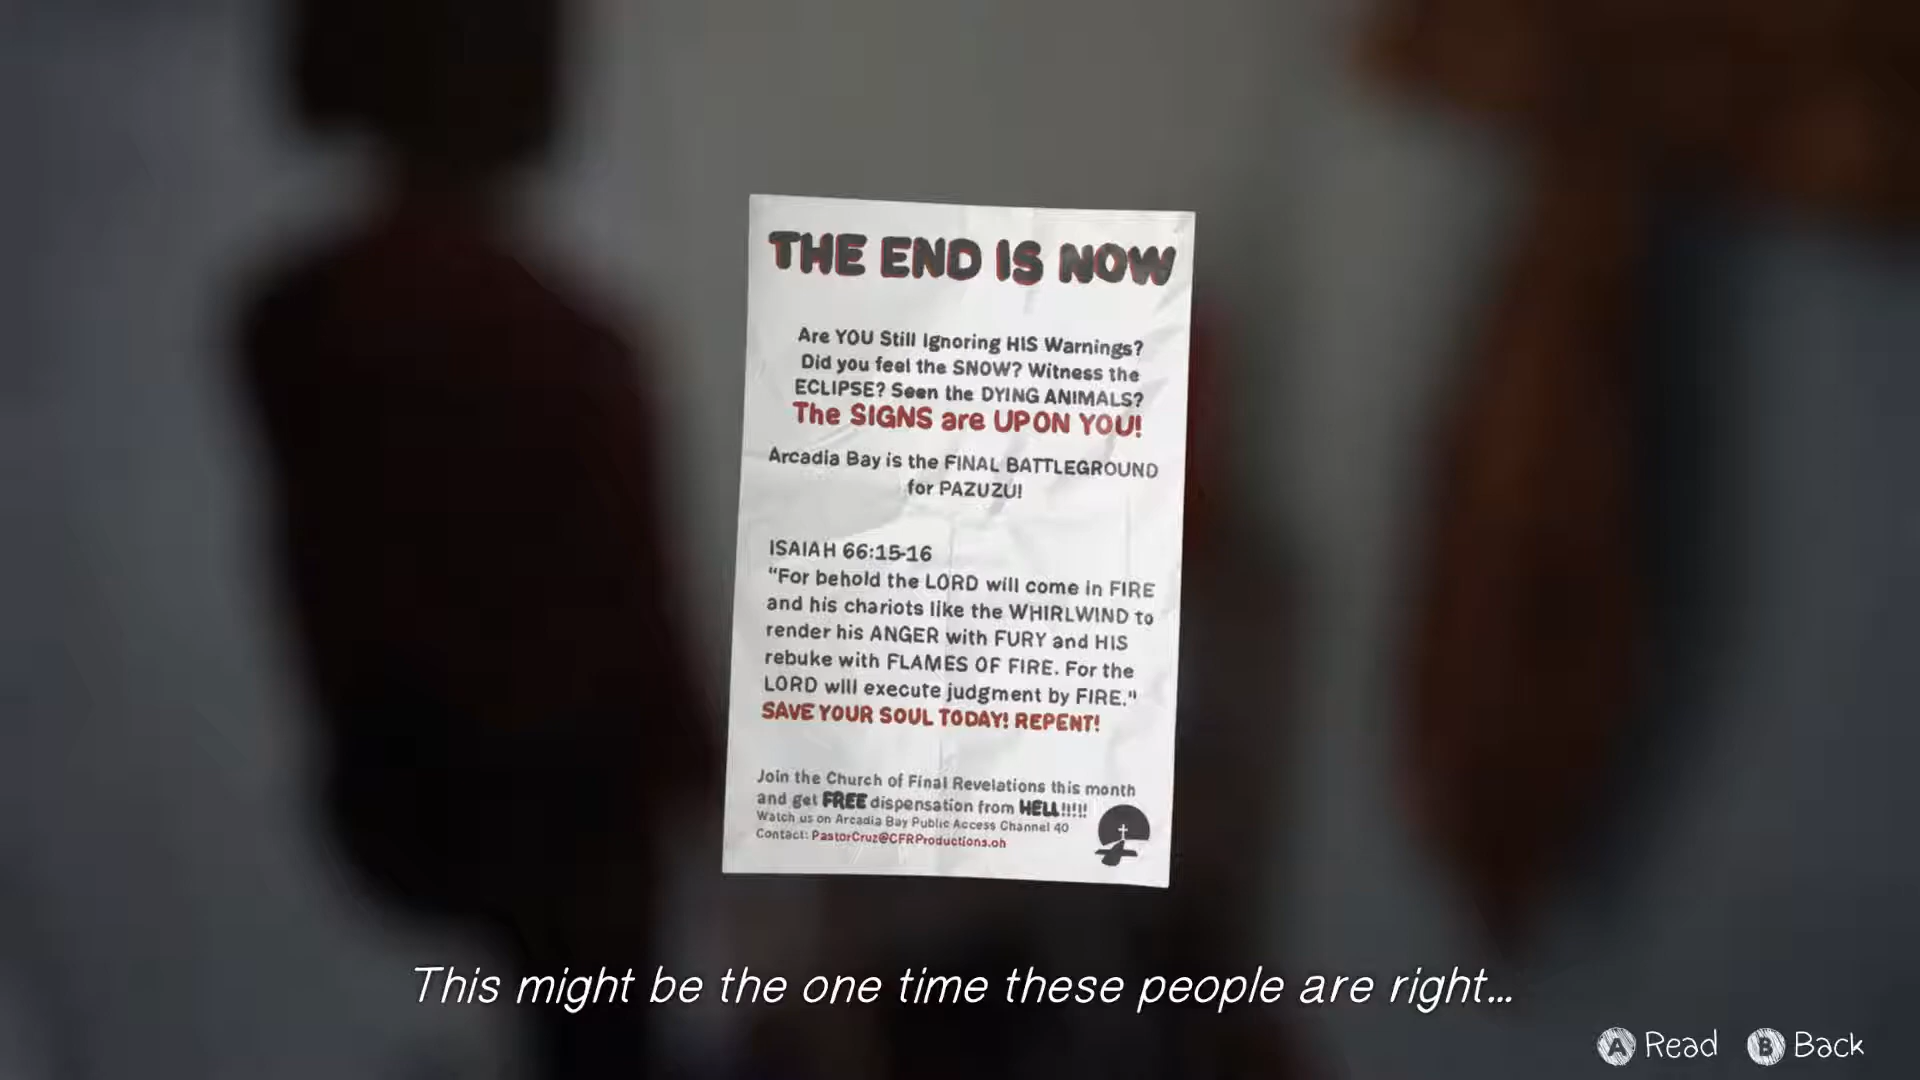 THE END IS NOW
Are YOU Still Ignoring HIS Warnings?
Did you feel the SNOW? Witness the
ECLIPSE? Seen the DYING ANIMALS?
The SIGNS are UPON YOU!
Arcadia Bay is the FINAL BATTLEGROUND
for PAZUZU!
ISAIAH 66:15-16
"For behold the LORD will come in FIRE
and his chariots like the WHIRLWIND to
render his ANGER with FURY and HIS
rebuke with FLAMES OF FIRE. For the
LORD will execute judgment by FIRE."
SAVE YOUR SOUL TODAY! REPENT!
Join the Church of Final Revelations this month
and get FREE dispensation from HELL!!!!!
Watch us on Arcadia Bay Public Access Channel 40
Contact: PastorCruz@CFRProductions.oh
This might be the one time these people are right...
A Read B Back